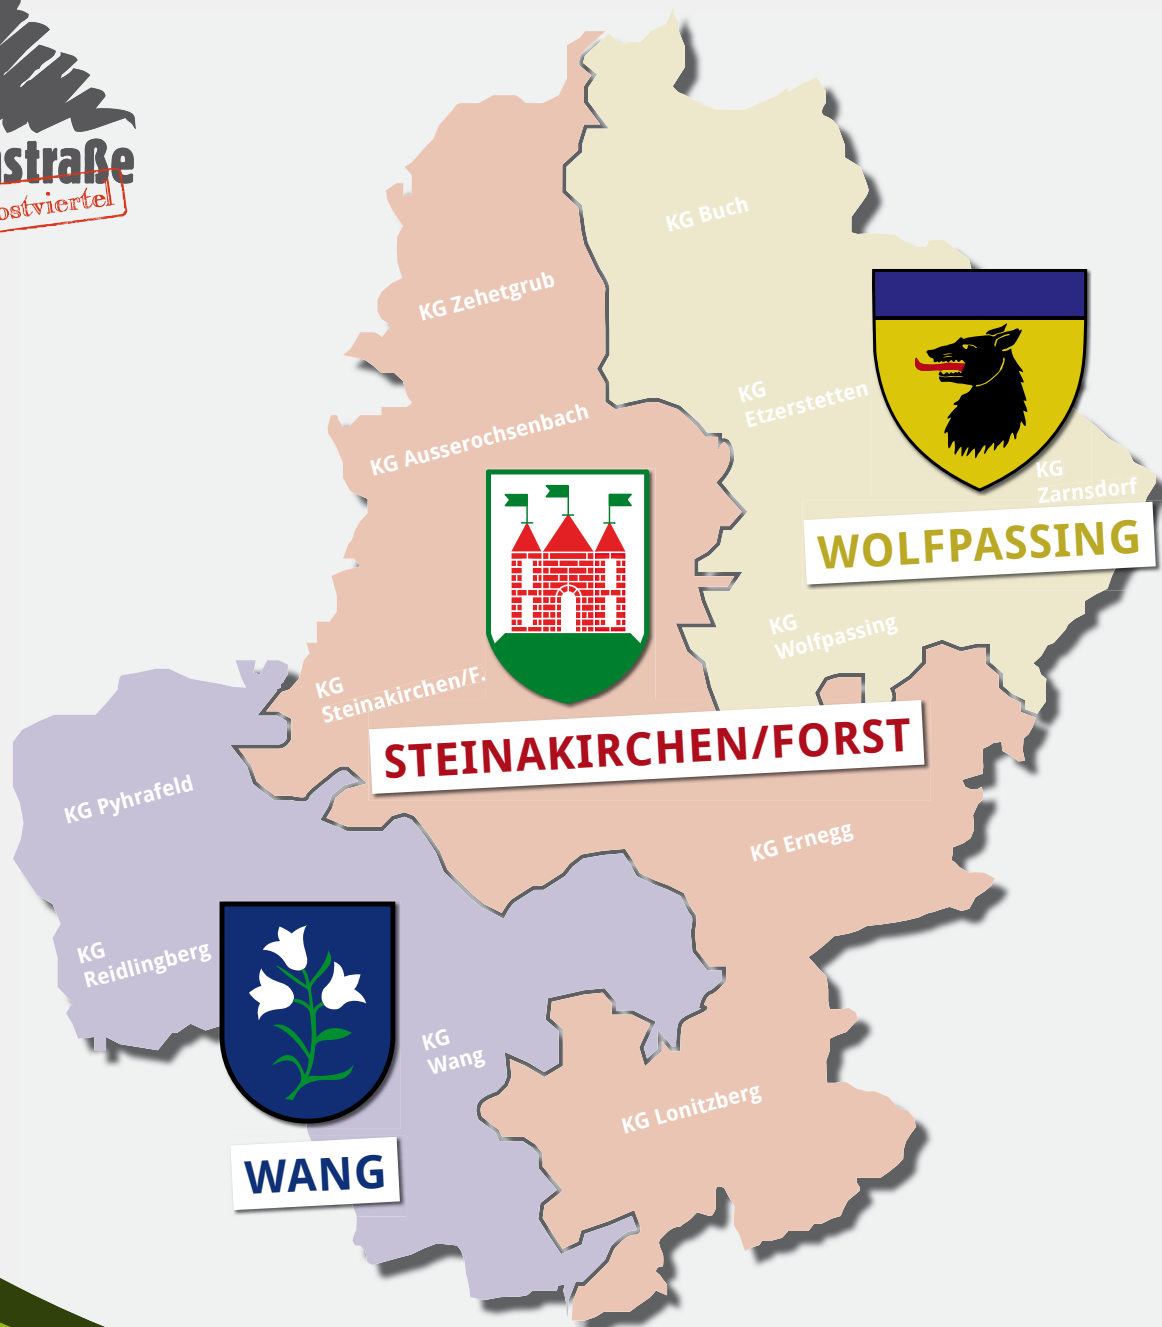 nstraße
ostviertel
KG Buch
KG Zehetgrub
KG
Etzerstetten
KG Ausserochsenbach
KG
Zarnsdorf
WOLFPASSING
KG
Wolfpassing
KG
Steinakirchen/F.
STEINAKIRCHEN/FORST
KG Pyhrafeld
KG Ernegg
KG
Reidlingberg
KG
Wang
KG Lonitzberg
WANG